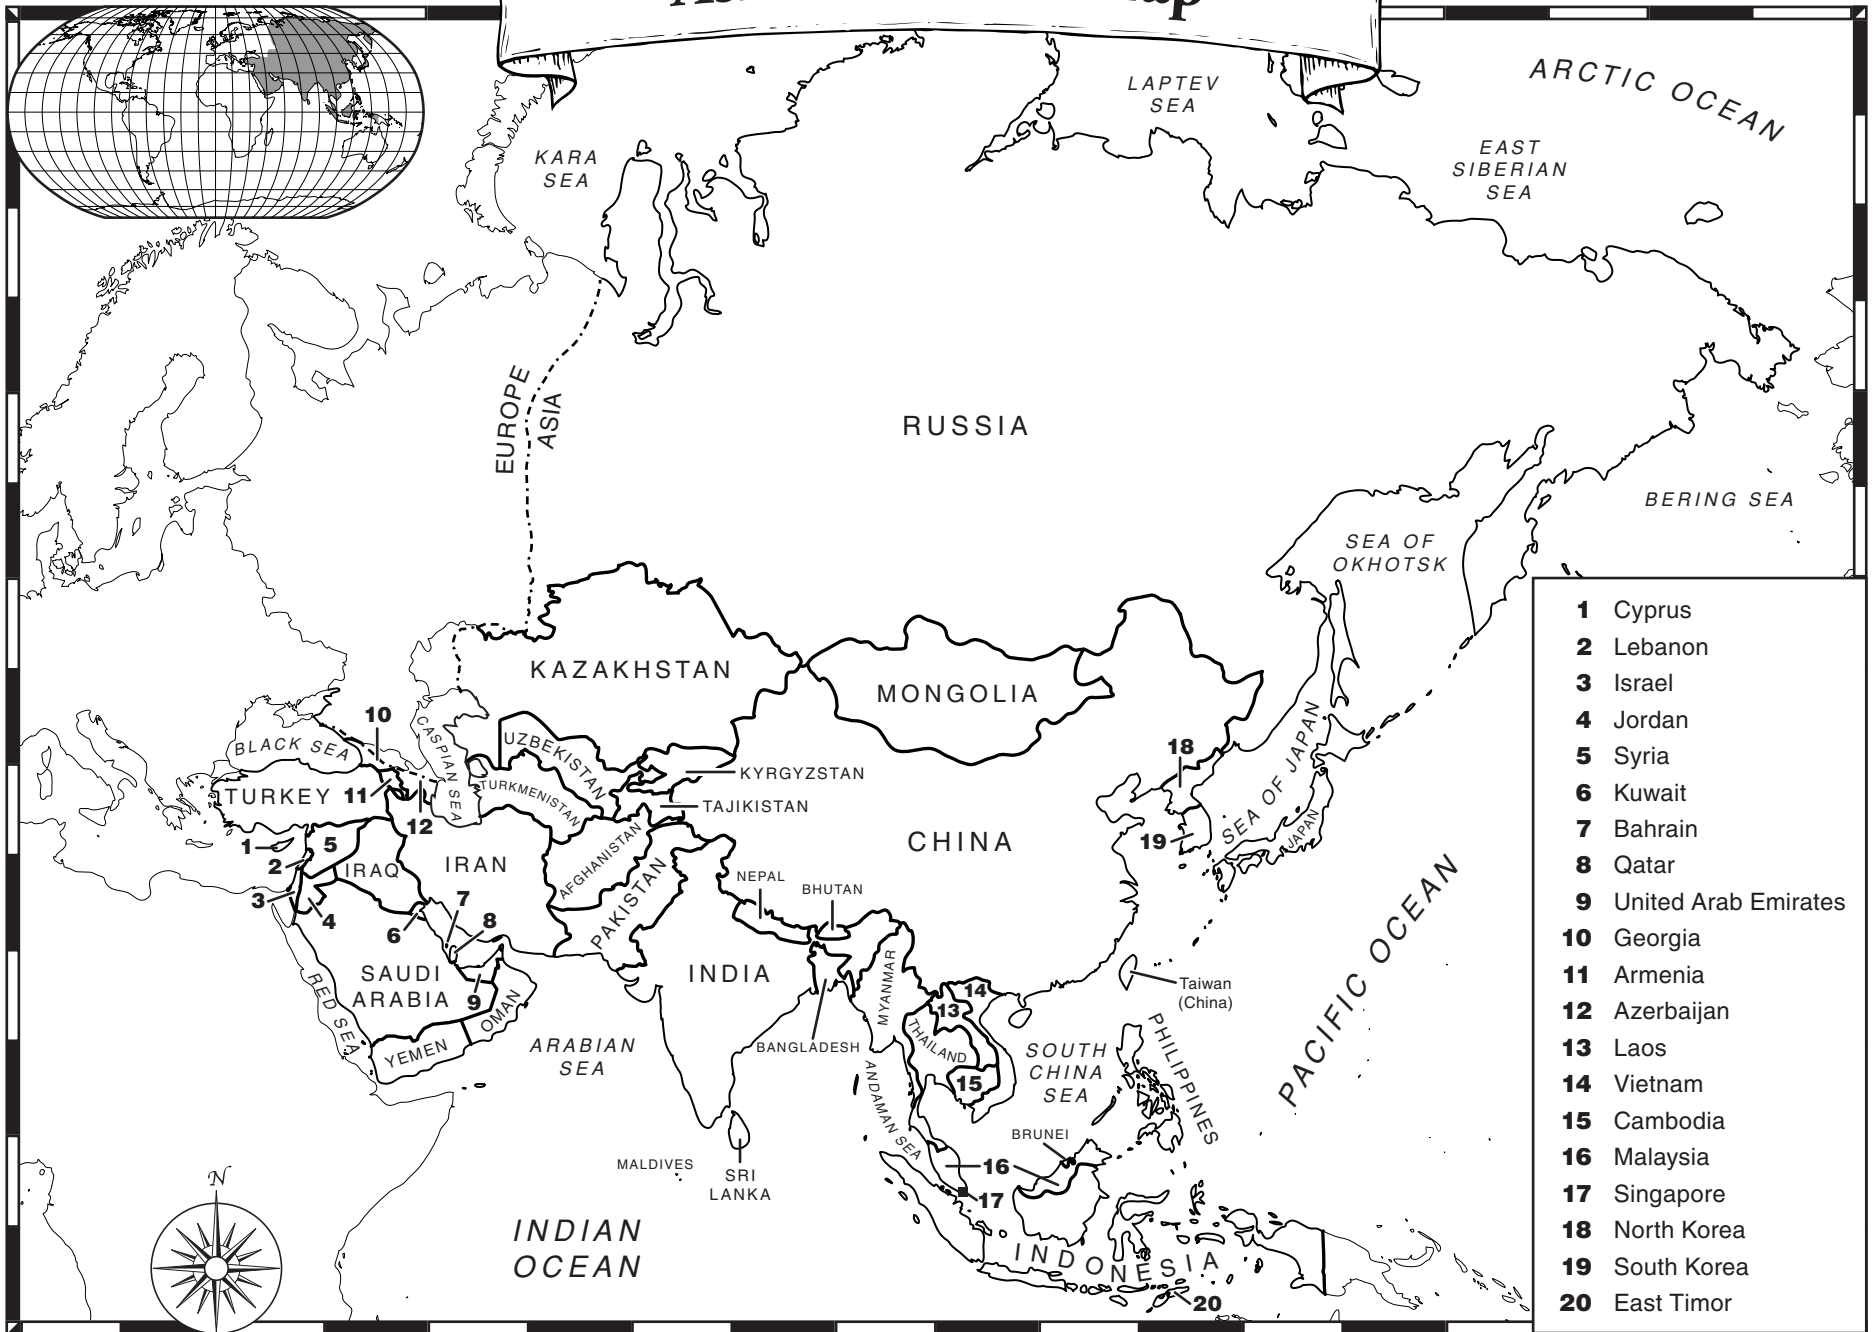 KARA
SEA
LAPTEV
SEA
ARCTIC OCEAN
EAST
SIBERIAN
SEA
EUROPE
ASIA
RUSSIA
BERING SEA
SEA OF
OKHOTSK
KAZAKHSTAN
MONGOLIA
10
BLACK SEA
CASPIAN SEA
UZBEKISTAN
18
KYRGYZSTAN
TURKEY
11
TURKMENISTAN
TAJIKISTAN
SEA OF JAPAN
JAPAN
12
CHINA
19
1
5
2
IRAQ
IRAN
AFGHANISTAN
PAKISTAN
NEPAL
BHUTAN
3
4
7
6
8
SAUDI
ARABIA
9
OMAN
RED SEA
YEMEN
INDIA
MYANMAR
14
13
THAILAND
15
Taiwan
(China)
PACIFIC OCEAN
ARABIAN
SEA
BANGLADESH
SOUTH
CHINA
SEA
PHILIPPINES
ANDAMAN SEA
BRUNEI
MALDIVES
SRI
LANKA
16
17
N
INDIAN
OCEAN
INDONESIA
20
1 Cyprus
2 Lebanon
3 Israel
4 Jordan
5 Syria
6 Kuwait
7 Bahrain
8 Qatar
9 United Arab Emirates
10 Georgia
11 Armenia
12 Azerbaijan
13 Laos
14 Vietnam
15 Cambodia
16 Malaysia
17 Singapore
18 North Korea
19 South Korea
20 East Timor